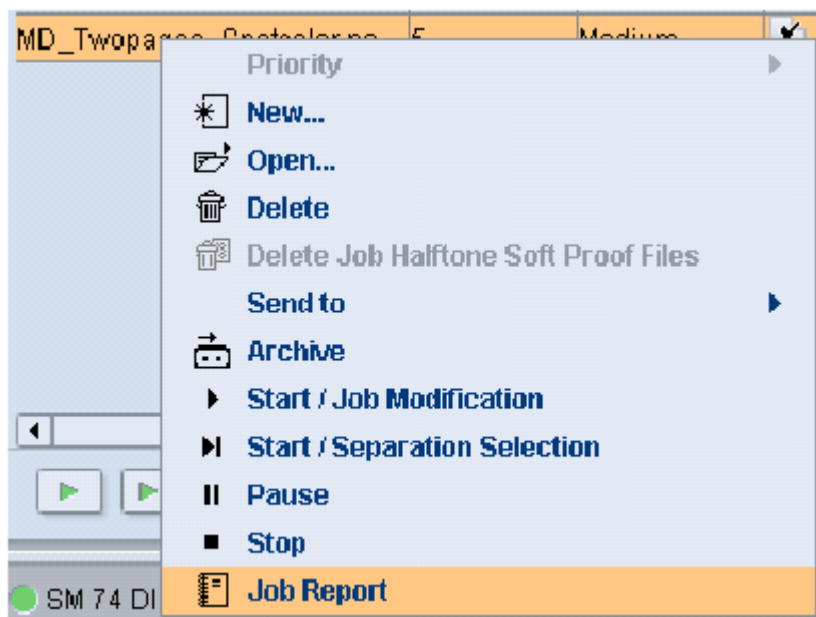 MD_Twopages
Priority
New...
Open...
Delete
Delete Job Halftone Soft Proof Files
Send to
Archive
Start / Job Modification
Start / Separation Selection
Pause
Stop
SM 74 DI
Job Report